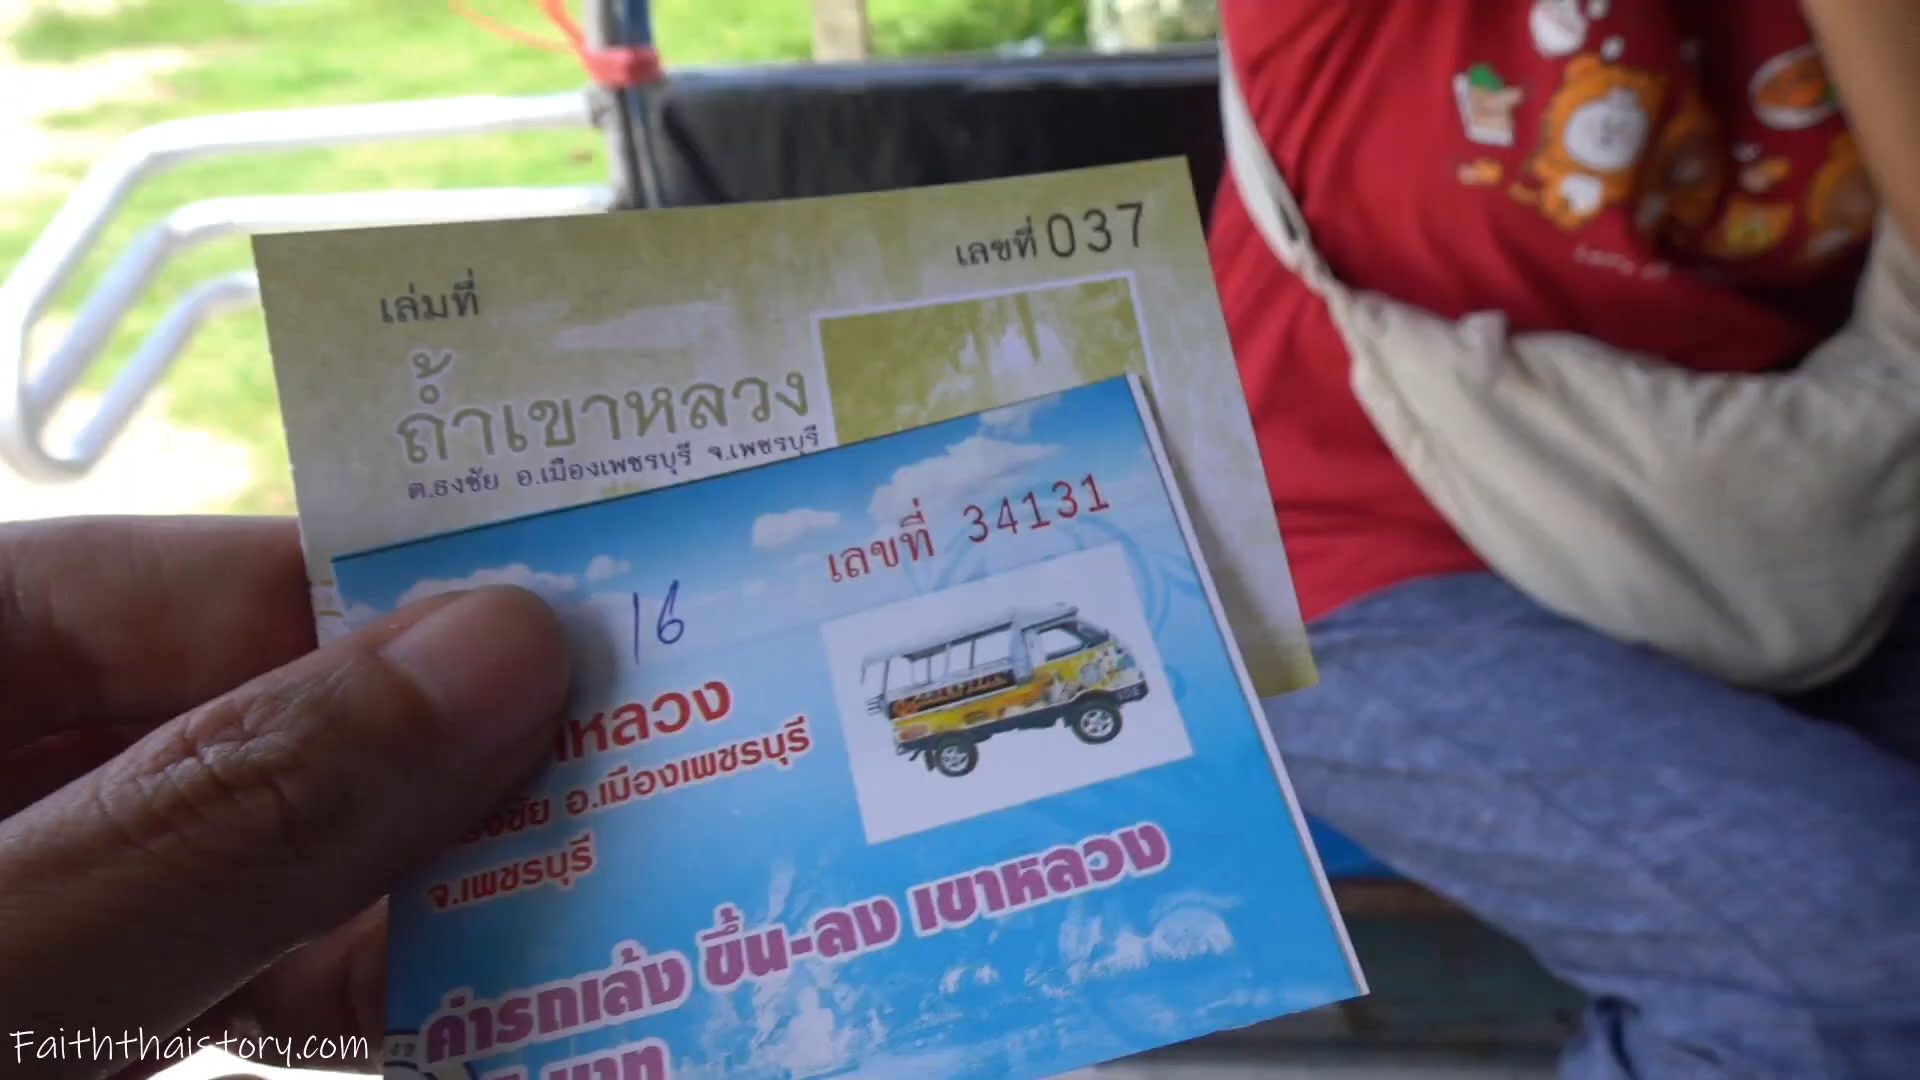 เล่มที่
เลขที่ 037
ถ้ำเขาหลวง
ต.ธงชัย อ.เมืองเพชรบุรี จ.เพชรบุรี
เลขที่ 34131
16
หลวง
อ.เมืองเพชรบุรี
จ.เพชรบุรี
ค่ารถเล้ง ขึ้น-ลง เขาหลวง
บาท
Faiththaistory.com